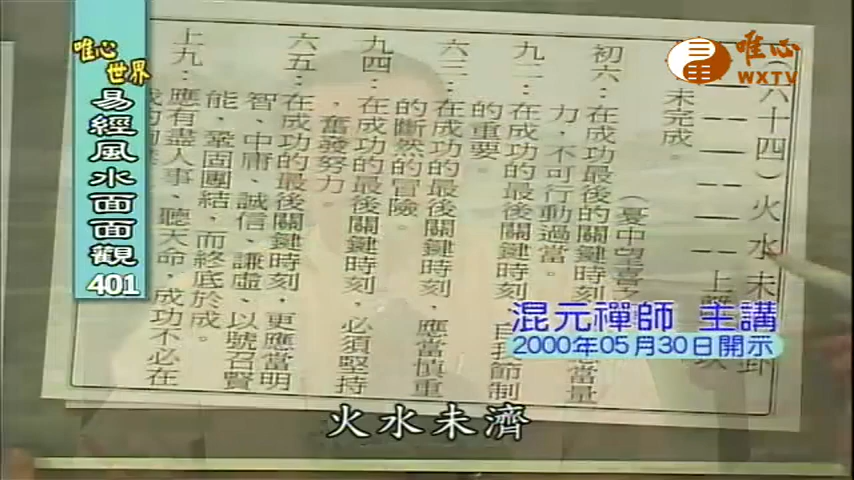 唯心
世界
易經風水面面觀
401
唯心
WXTV
(六十四)火水未
未完成。
初六:在成功最後的關鍵時刻
力,不可行動過當。
九二:在成功的最後關鍵時刻
的重要。
六三:在成功的最後關鍵時刻,應當慎重
的斷然的冒險。
九四:在成功的最後關鍵時刻,必須堅持
,奮發努力。
六五:在成功的最後關鍵時刻,更應當明
智、中庸、誠信、謙虛、以號召賢
能,鞏固團結,而終底於成。
上九:應有盡人事、聽天命,成功不必在
混元禪師 主講
2000年05月30日開示
火水未濟